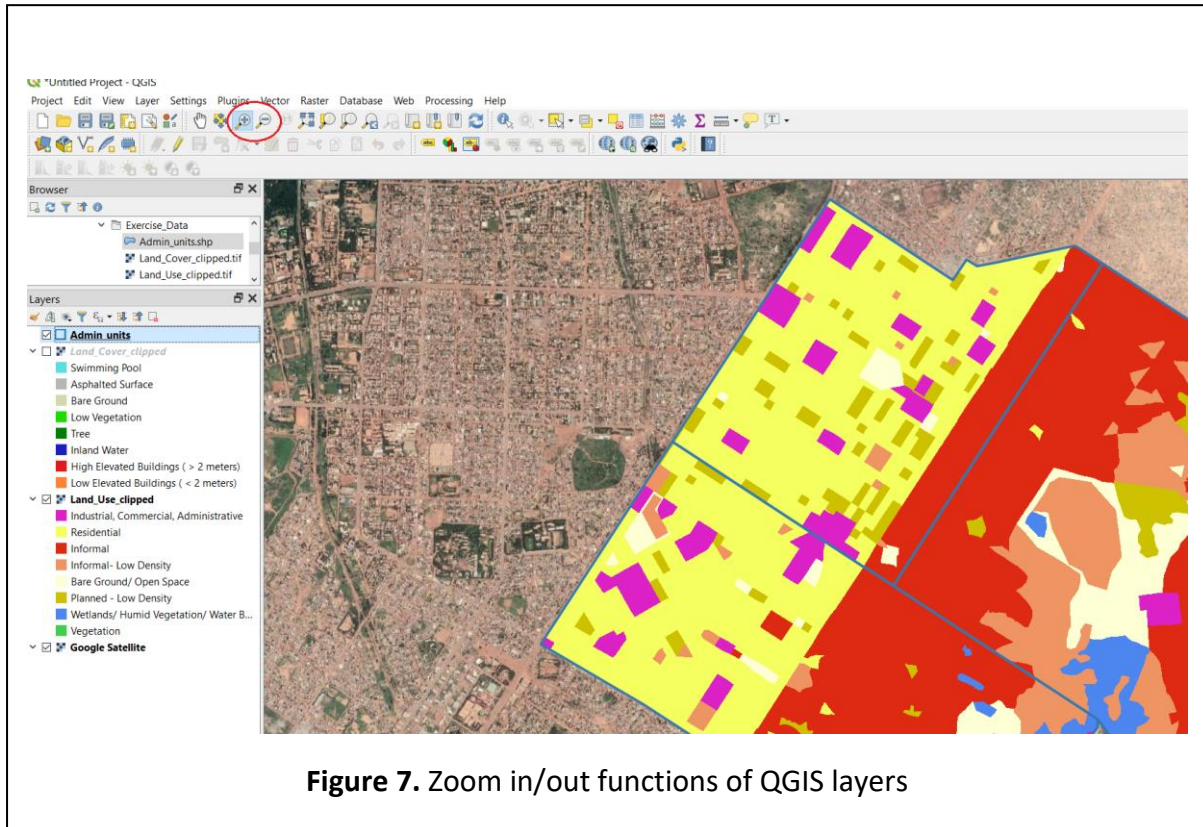 *Untitled Project - QGIS
Project Edit View Layer Settings Plugins Vector Raster Database Web Processing Help
Browser
Exercise_Data
Admin_units.shp
Land_Cover_clipped.tif
Land_Use_clipped.tif
Layers
Admin_units
Land_Cover_clipped
Swimming Pool
Asphalted Surface
Bare Ground
Low Vegetation
Tree
Inland Water
High Elevated Buildings ( > 2 meters)
Low Elevated Buildings ( < 2 meters)
Land_Use_clipped
Industrial, Commercial, Administrative
Residential
Informal
Informal- Low Density
Bare Ground/ Open Space
Planned - Low Density
Wetlands/ Humid Vegetation/ Water B...
Vegetation
Google Satellite
Figure 7. Zoom in/out functions of QGIS layers